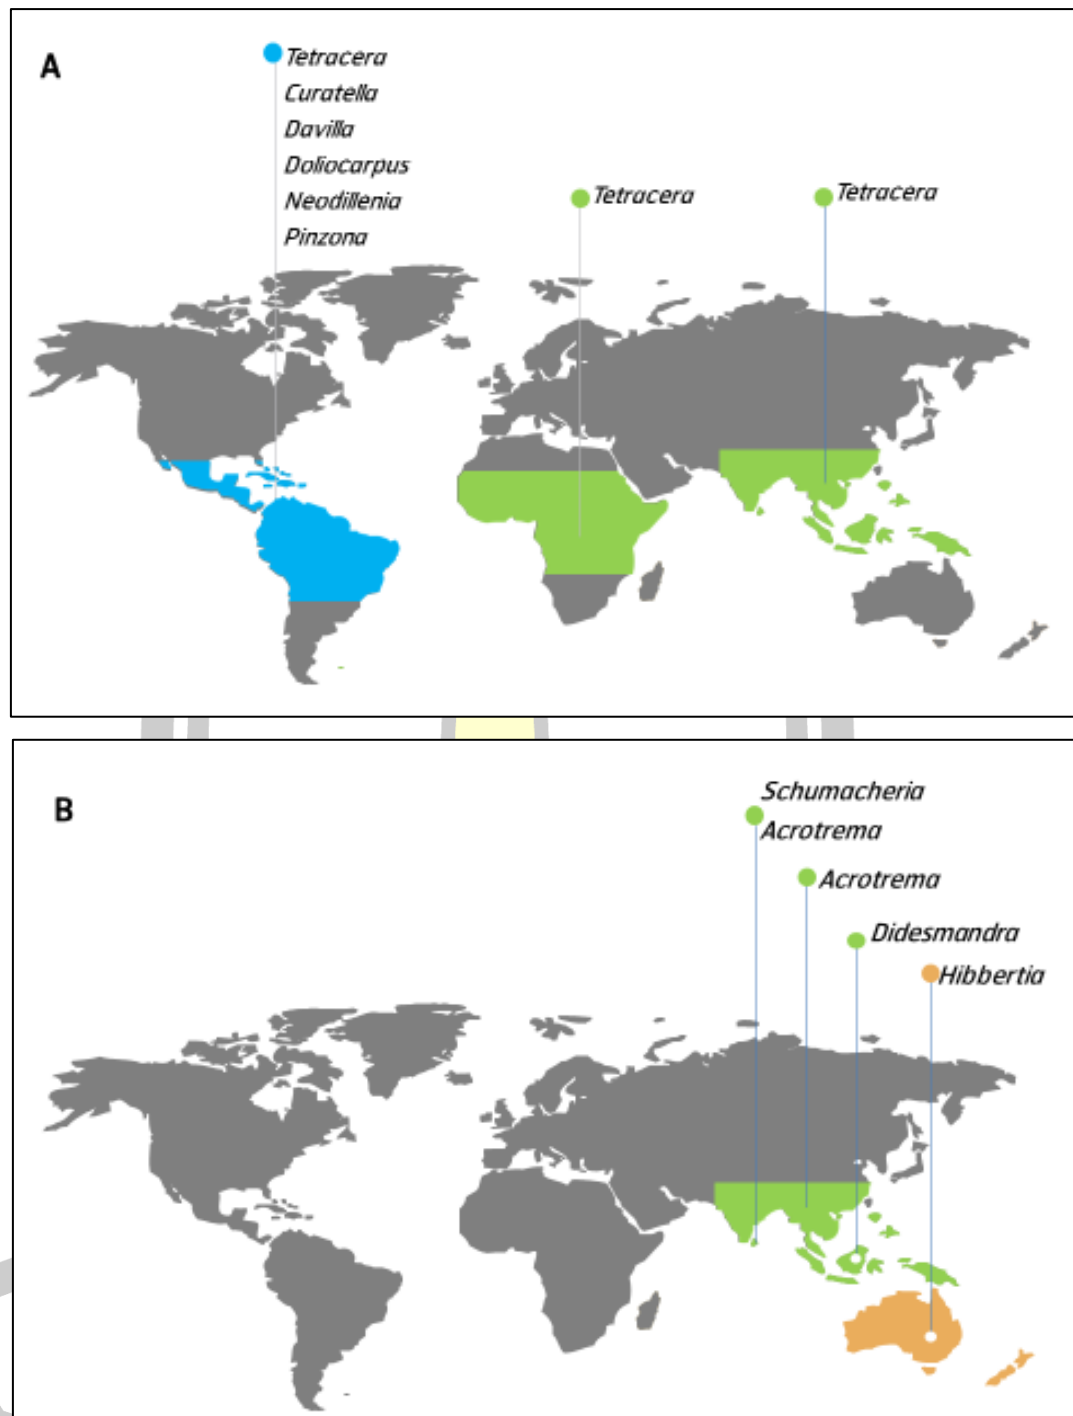 A
Tetracera
Curatella
Davilla
Doliocarpus
Neodillenia
Pinzona
Tetracera
Tetracera
B
Schumacheria
Acrotrema
Acrotrema
Didesmandra
Hibbertia